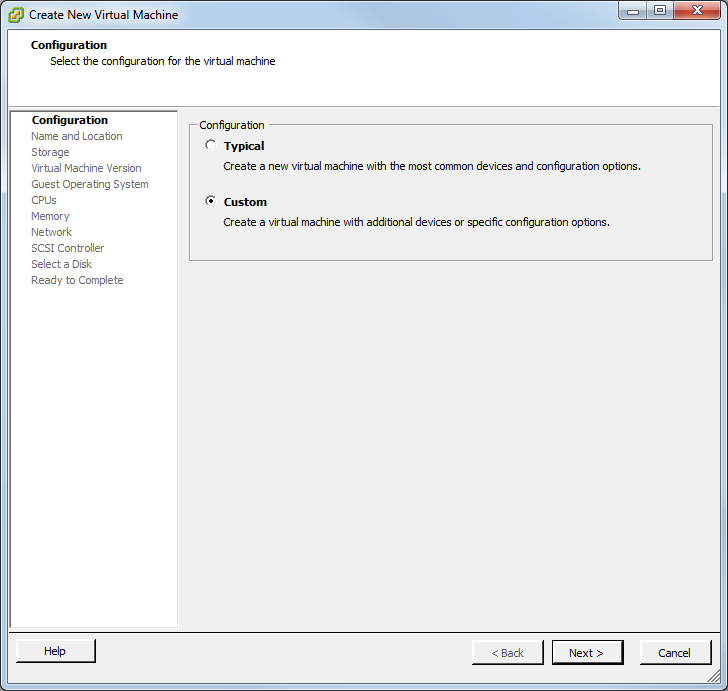 Create New Virtual Machine
Configuration
Select the configuration for the virtual machine
Configuration
Name and Location
Storage
Virtual Machine Version
Guest Operating System
CPUs
Memory
Network
SCSI Controller
Select a Disk
Ready to Complete
Configuration
Typical
Create a new virtual machine with the most common devices and configuration options.
Custom
Create a virtual machine with additional devices or specific configuration options.
Help
< Back
Next >
Cancel